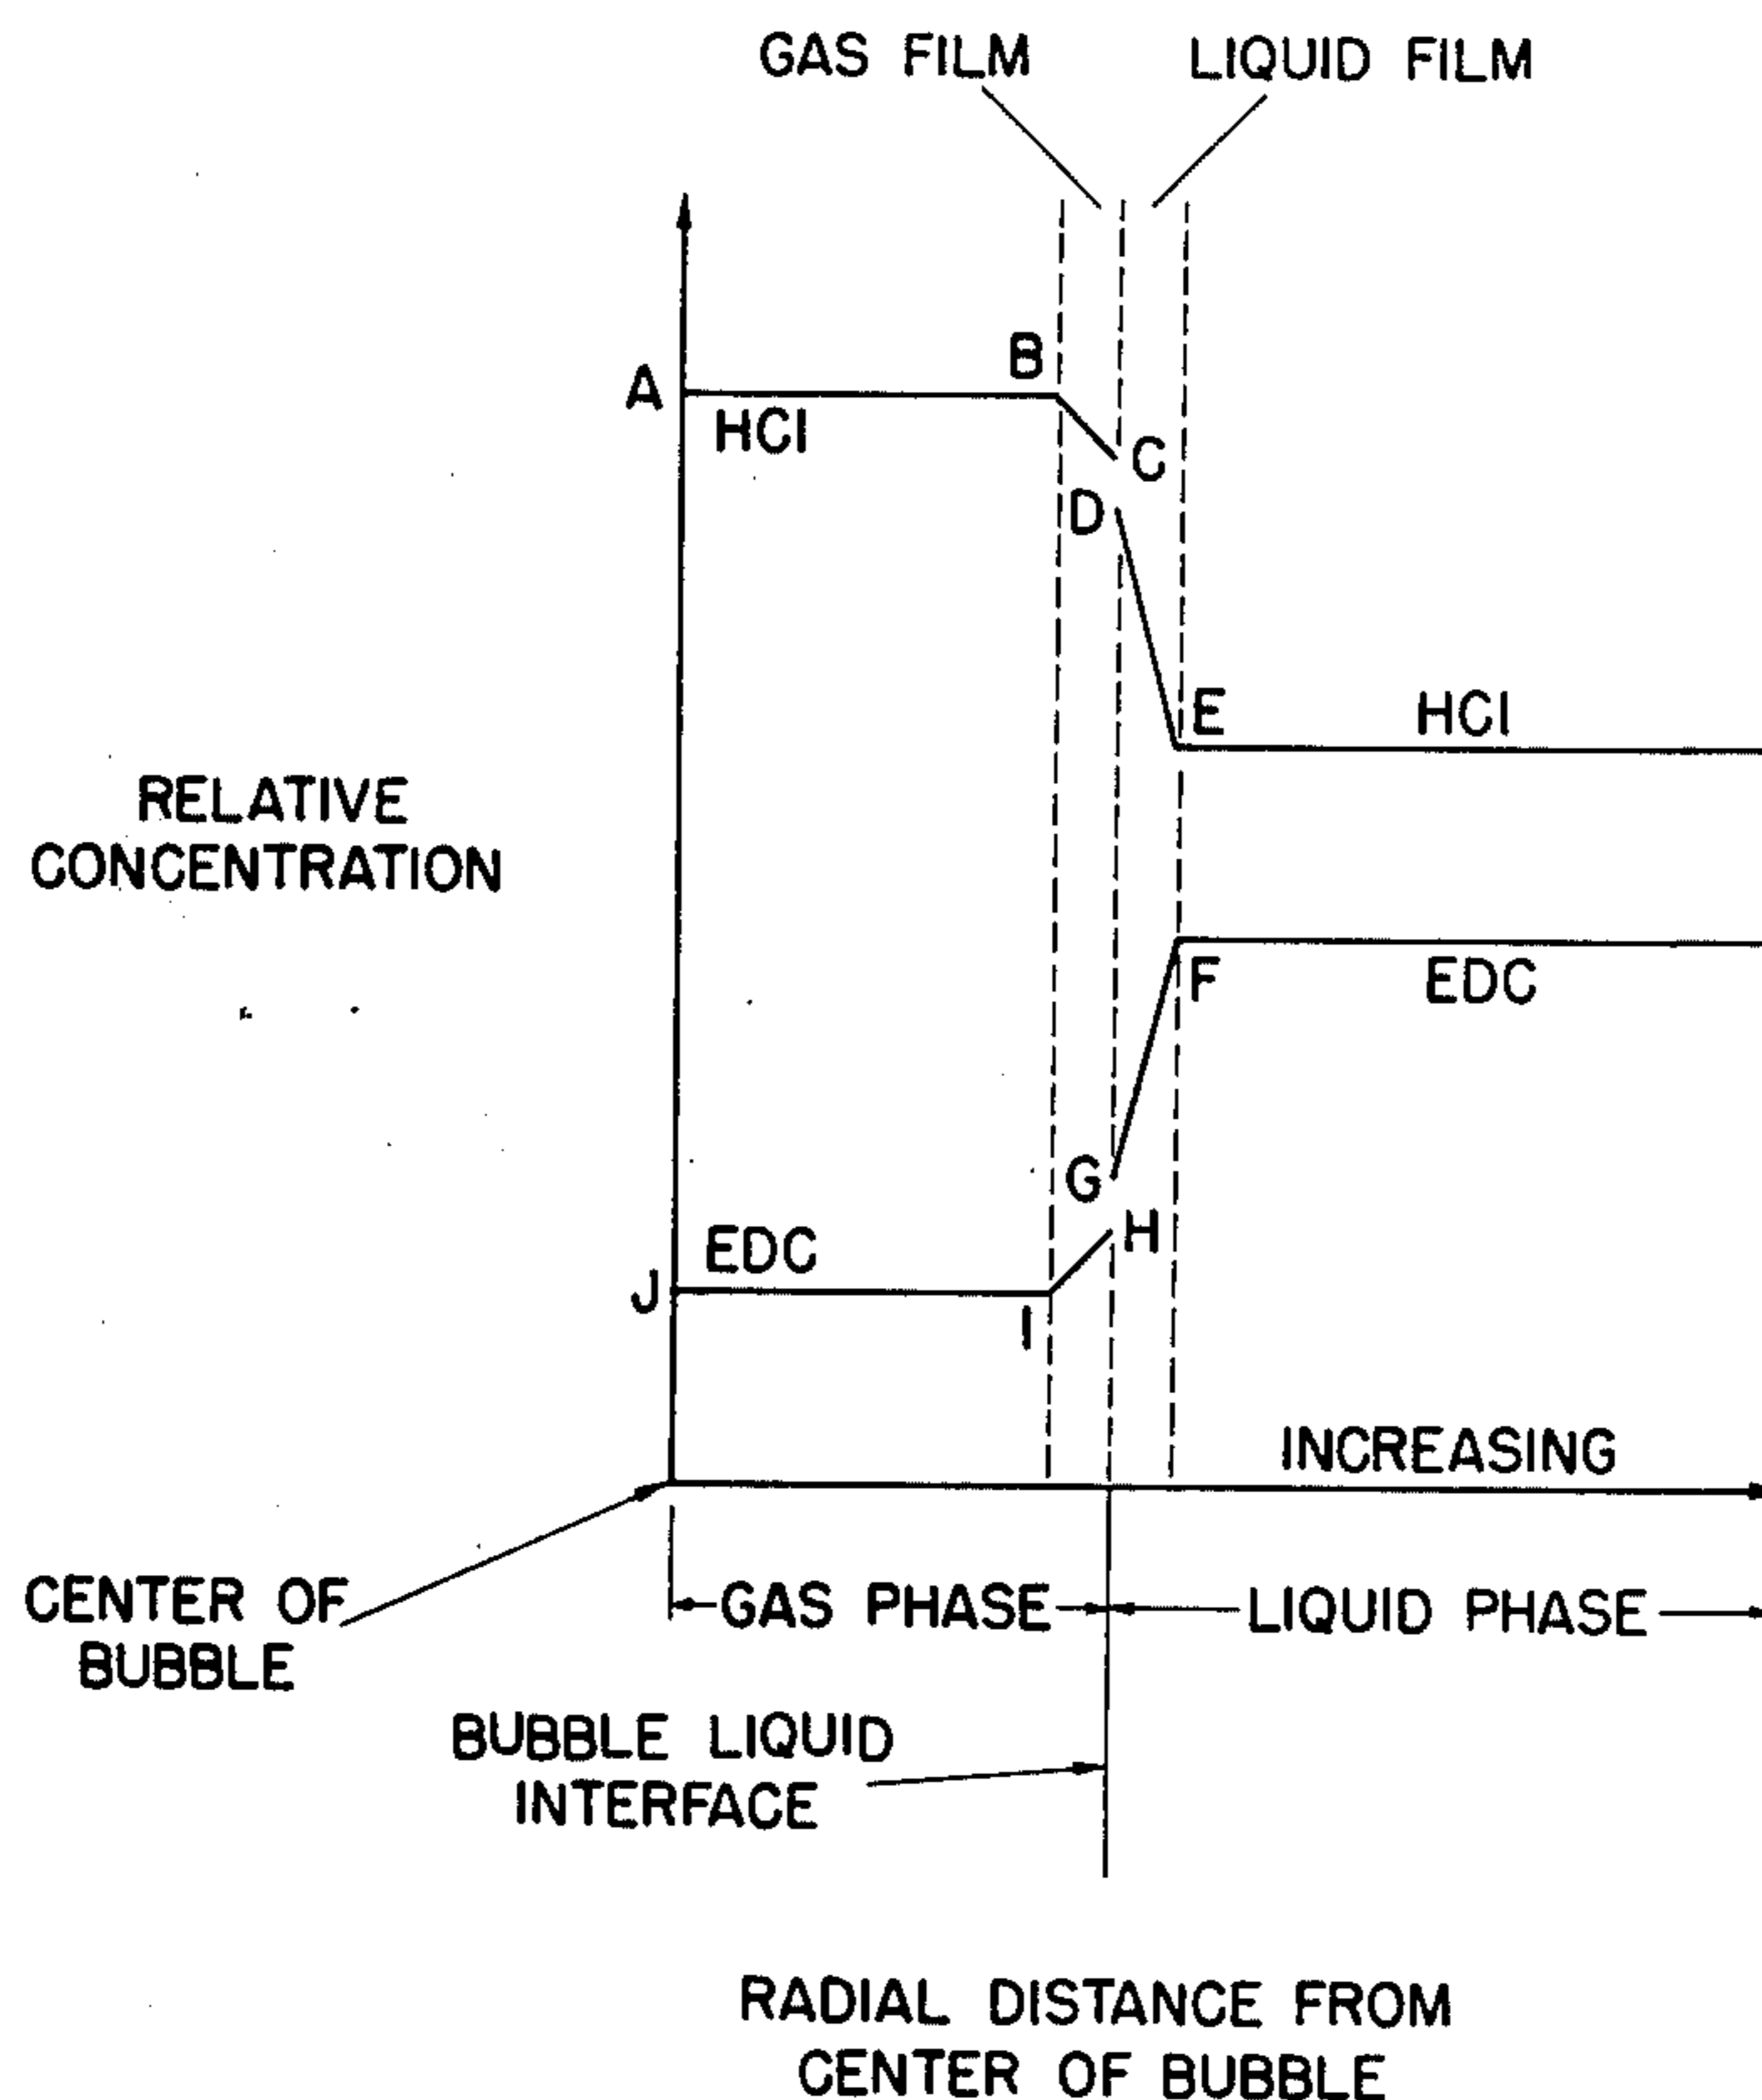 GAS FILM LIQUID FILM
B
A
HCl
C
D
E HCl
RELATIVE
CONCENTRATION
F EDC
G
H
EDC
J
I
INCREASING
CENTER OF
BUBBLE
GAS PHASE LIQUID PHASE
BUBBLE LIQUID
INTERFACE
RADIAL DISTANCE FROM
CENTER OF BUBBLE